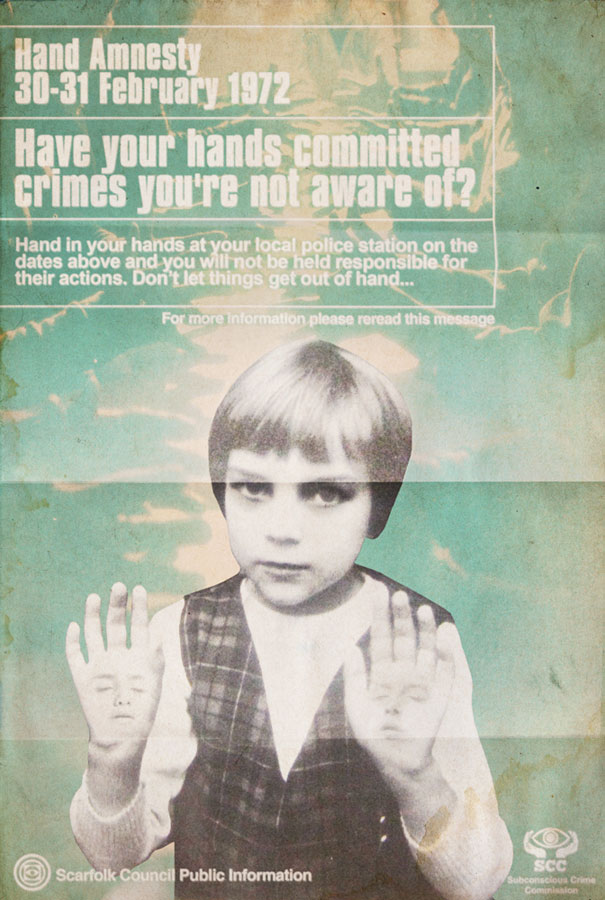 Hand Amnesty
30-31 February 1972
Have your hands committed
crimes you're not aware of?
Hand in your hands at your local police station on the
dates above and you will not be held responsible for
their actions. Don't let things get out of hand...
For more information please reread this message
Scarfolk Council Public Information
SCC
Subconscious Crime
Commission